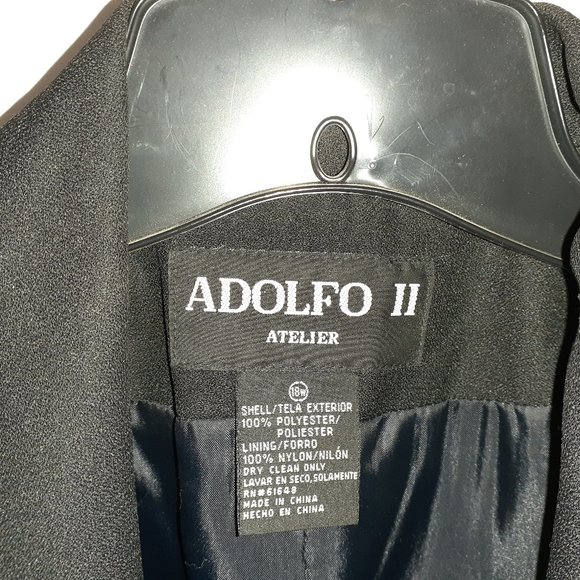 ADOLFO II
ATELIER
18W
SHELL/TELA EXTERIOR
100% POLYESTER/
POLIESTER
LINING/FORRO
100% NYLON/NILÓN
DRY CLEAN ONLY
LAVAR EN SECO,SOLAMENTE
RN#61648
MADE IN CHINA
HECHO EN CHINA